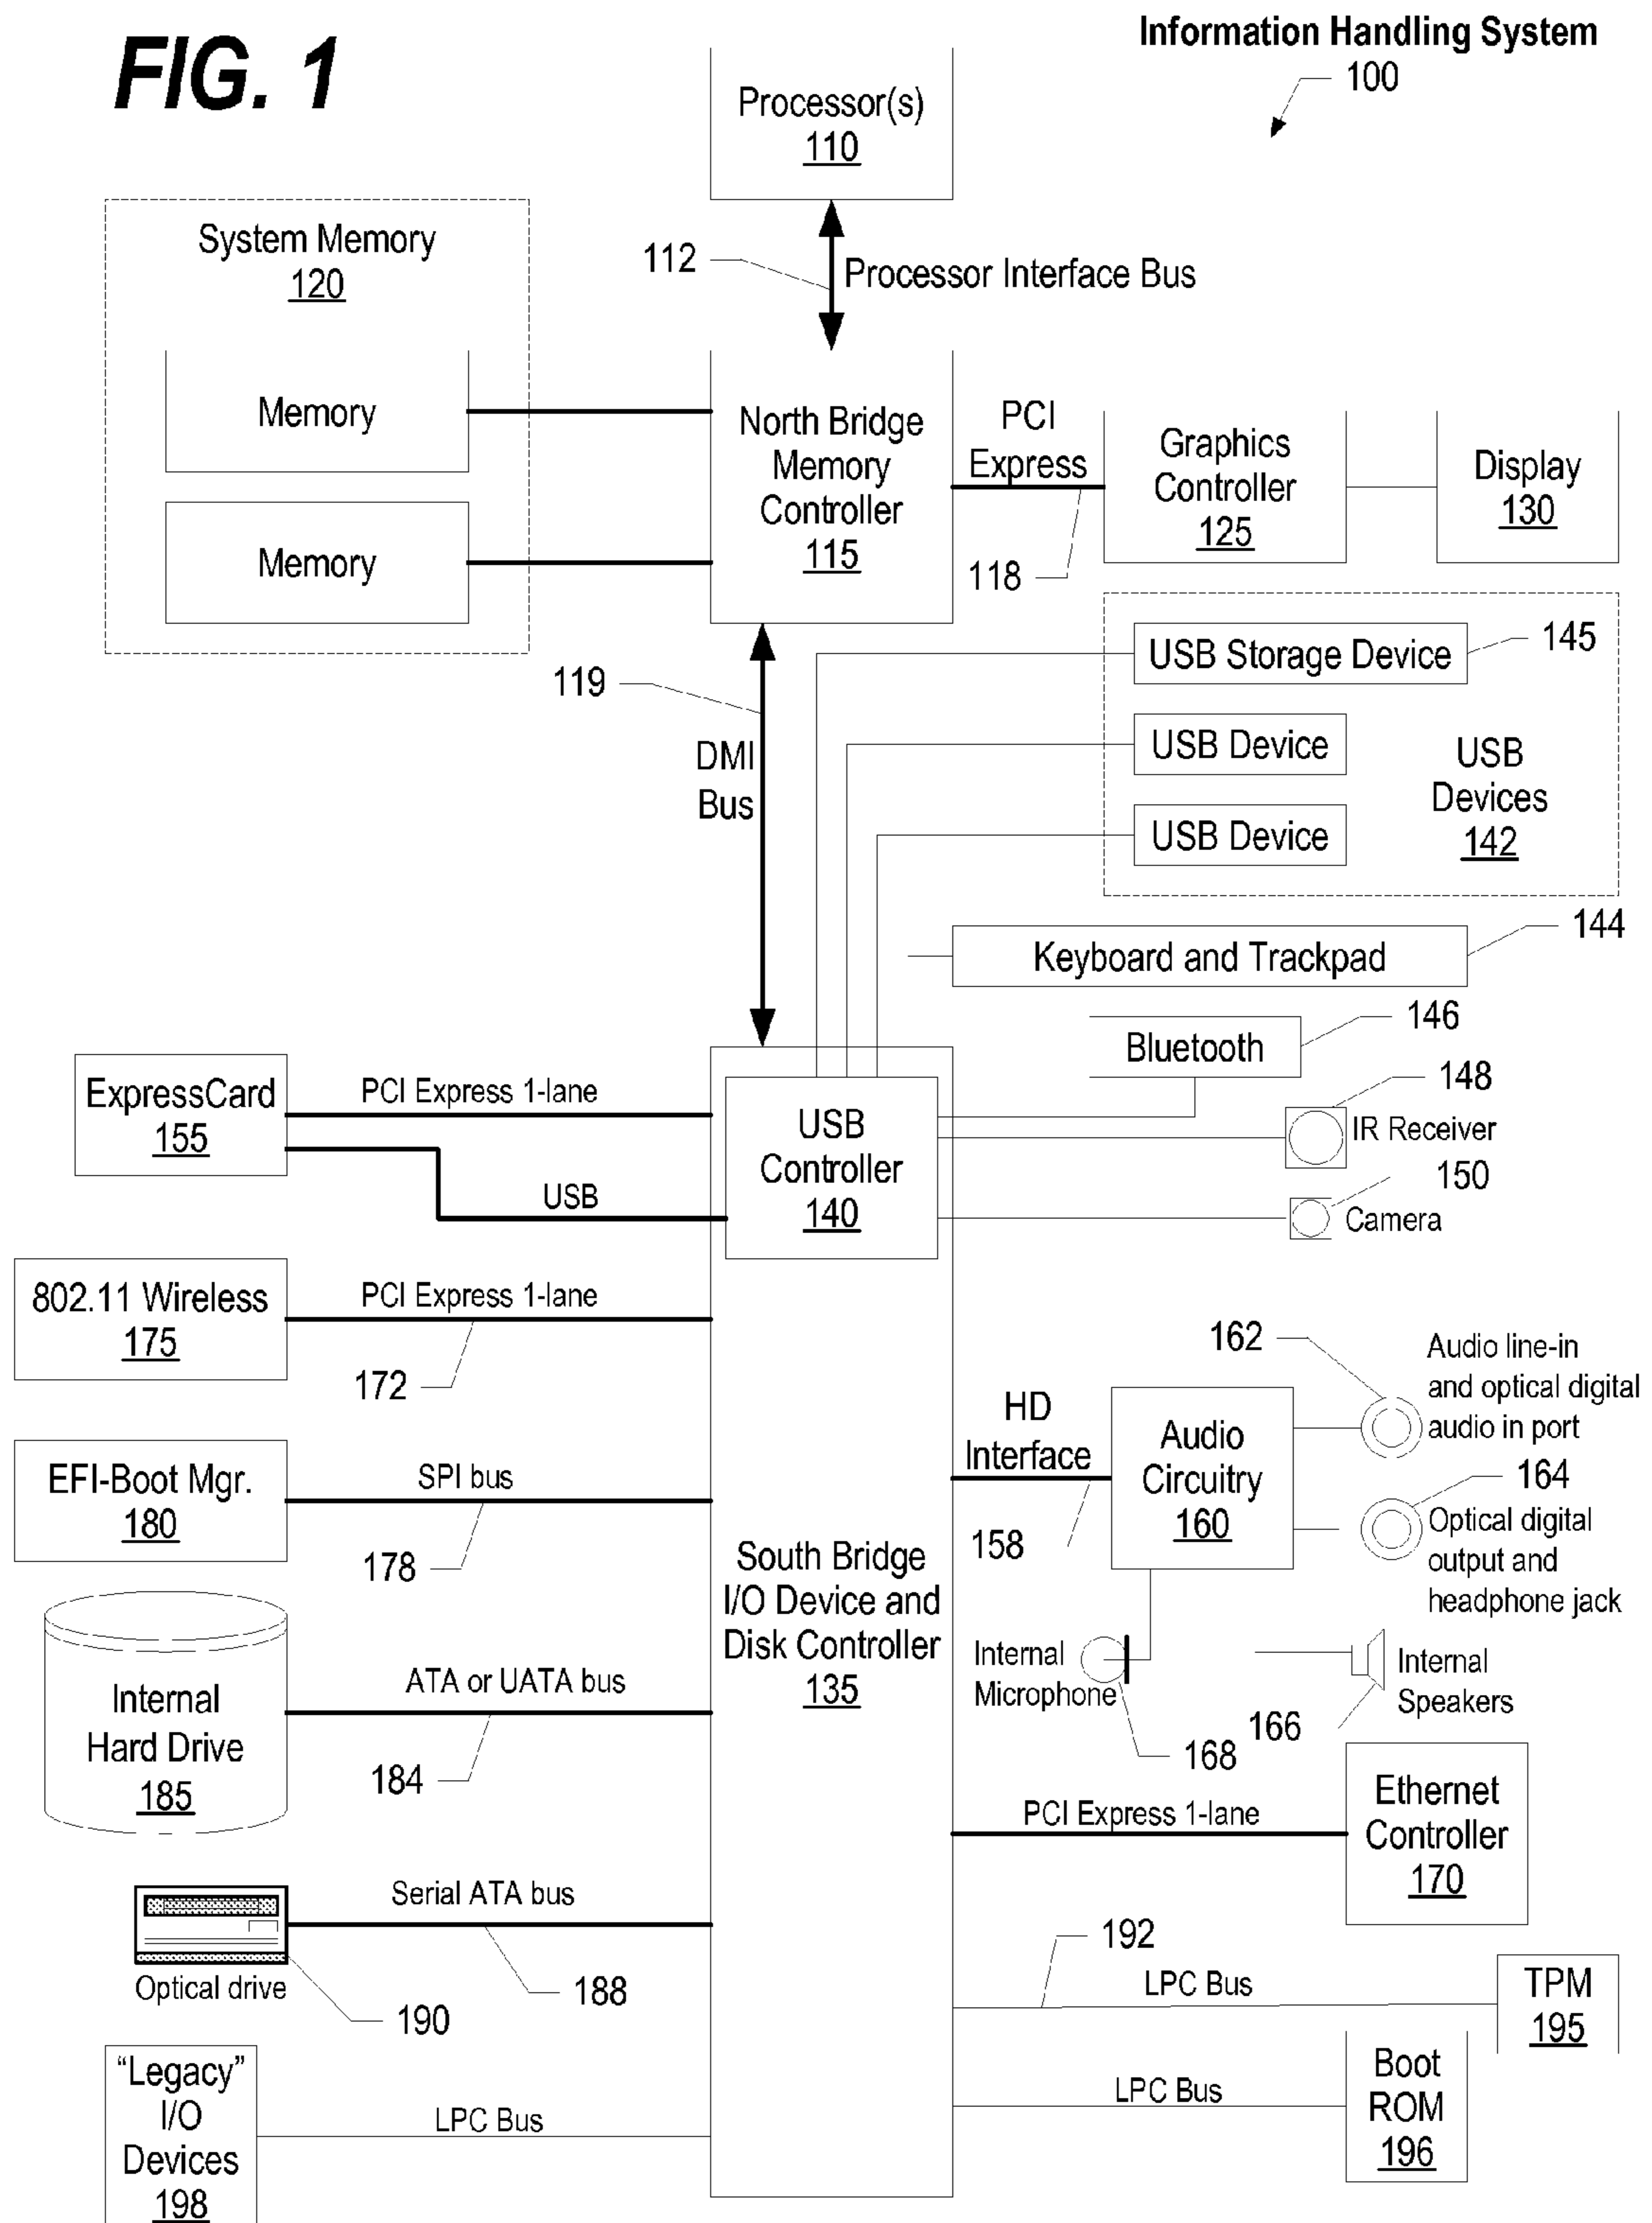 FIG. 1
Information Handling System
100
Processor(s)
110
System Memory
120
112
Processor Interface Bus
Memory
Memory
North Bridge
Memory
Controller
115
PCI
Express
118
Graphics
Controller
125
Display
130
119
DMI
Bus
USB Storage Device
145
USB Device
USB Device
USB
Devices
142
Keyboard and Trackpad
144
Bluetooth
146
148
IR Receiver
150
Camera
ExpressCard
155
PCI Express 1-lane
USB
USB
Controller
140
802.11 Wireless
175
PCI Express 1-lane
172
162
Audio line-in
and optical digital
audio in port
HD
Interface
158
Audio
Circuitry
160
164
Optical digital
output and
headphone jack
EFI-Boot Mgr.
180
SPI bus
178
South Bridge
I/O Device and
Disk Controller
135
Internal
Microphone
168
166
Internal
Speakers
Internal
Hard Drive
185
ATA or UATA bus
184
PCI Express 1-lane
Ethernet
Controller
170
Serial ATA bus
188
Optical drive
190
192
LPC Bus
TPM
195
LPC Bus
Boot
ROM
196
“Legacy”
I/O
Devices
198
LPC Bus